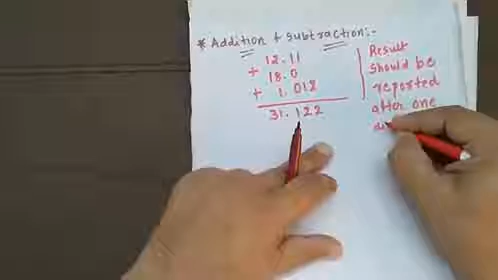 * Addition + Subtraction:-
12.11
+ 18.0
+ 1.012
31.122
Result
should be
reported
after one